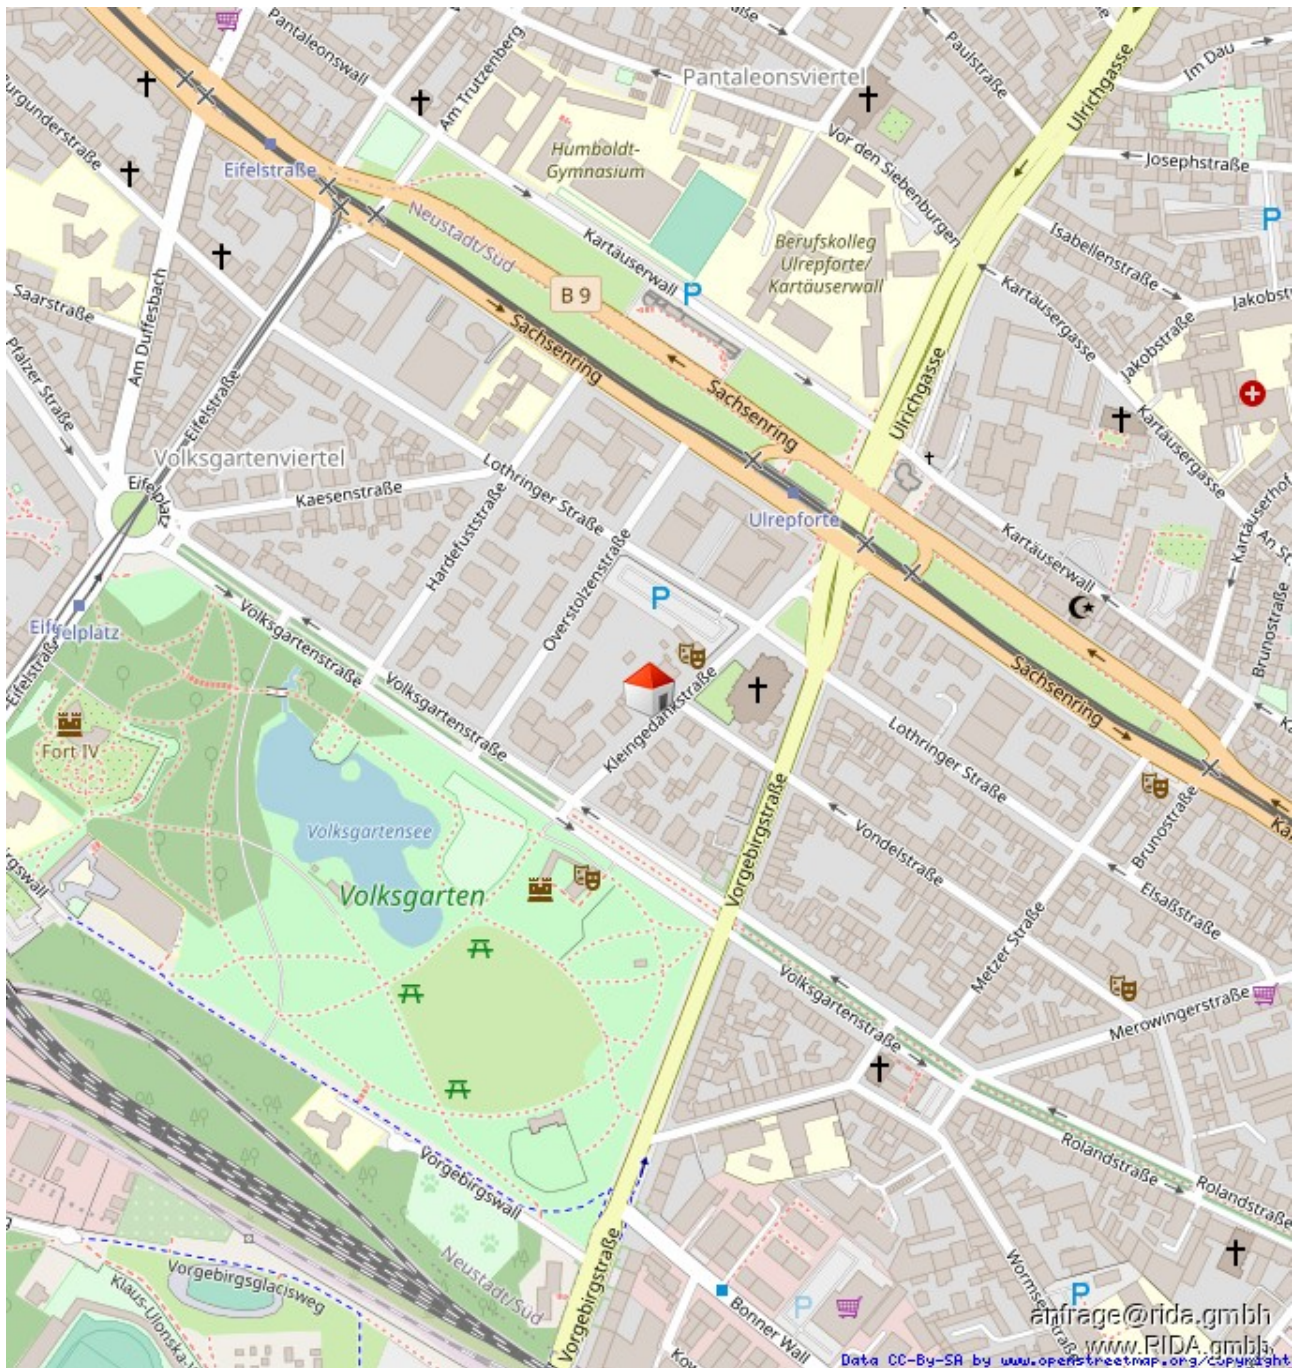 Pantaleonswall
Am Trutzenberg
Pantaleonsviertel
Paulstraße
Ulrichgasse
Im Dau
Humboldt-
Gymnasium
Vor den Siebenburgen
Josephstraße
Eifelstraße
Neustadt/Süd
Kartäuserwall
Berufskolleg
Ulrepforte/
Kartäuserwall
Isabellenstraße
Am Duffesbach
Saarstraße
B 9
Sachsenring
Kartäusergasse
Jakobstraße
Pfälzer Straße
Eifelstraße
Sachsenring
Ulrichgasse
Kartäusergasse
Volksgartenviertel
Eifelplatz
Kaesenstraße
Lothringer Straße
Hardefuststraße
Ulrepforte
Kartäuserwall
Kartäuserhof
An St.
Overstolzenstraße
Brunostraße
Eifelplatz
Eifelstraße
Volksgartenstraße
Volksgartenstraße
Kleingedankstraße
Sachsenring
Fort IV
Lothringer Straße
Volksgartensee
Vorgebirgstraße
Vondelstraße
Brunostraße
Volksgarten
Elsaßstraße
Metzer Straße
Volksgartenstraße
Merowingerstraße
Vorgebirgswall
Rolandstraße
Rolandstraße
Neustadt/Süd
Vorgebirgsglacisweg
Vorgebirgstraße
Bonner Wall
anfrage@rida.gmbh
www.RIDA.gmbh
Data CC-By-SA by www.openstreetmap.org/copyright